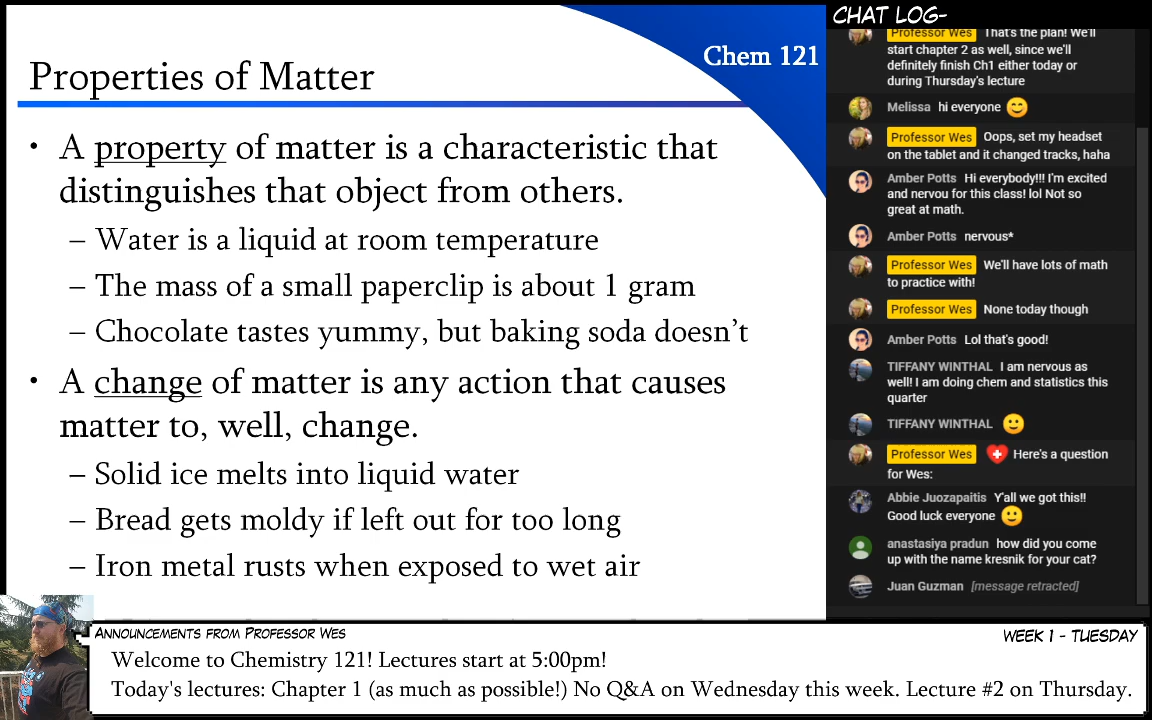 Chem 121
Properties of Matter
• A property of matter is a characteristic that
distinguishes that object from others.
– Water is a liquid at room temperature
– The mass of a small paperclip is about 1 gram
– Chocolate tastes yummy, but baking soda doesn’t
• A change of matter is any action that causes
matter to, well, change.
– Solid ice melts into liquid water
– Bread gets moldy if left out for too long
– Iron metal rusts when exposed to wet air
CHAT LOG-
Professor Wes That's the plan! We'll
start chapter 2 as well, since we'll
definitely finish Ch1 either today or
during Thursday's lecture
Melissa hi everyone 😊
Professor Wes Oops, set my headset
on the tablet and it changed tracks, haha
Amber Potts Hi everybody!!! I'm excited
and nervou for this class! lol Not so
great at math.
Amber Potts nervous*
Professor Wes We'll have lots of math
to practice with!
Professor Wes None today though
Amber Potts Lol that's good!
TIFFANY WINTHAL I am nervous as
well! I am doing chem and statistics this
quarter
TIFFANY WINTHAL 🙂
Professor Wes Here's a question
for Wes:
Abbie Juozapaitis Y'all we got this!!
Good luck everyone 🙂
anastasiya pradun how did you come
up with the name kresnik for your cat?
Juan Guzman [message retracted]
Announcements from Professor Wes
Week 1 - Tuesday
Welcome to Chemistry 121! Lectures start at 5:00pm!
Today's lectures: Chapter 1 (as much as possible!) No Q&A on Wednesday this week. Lecture #2 on Thursday.